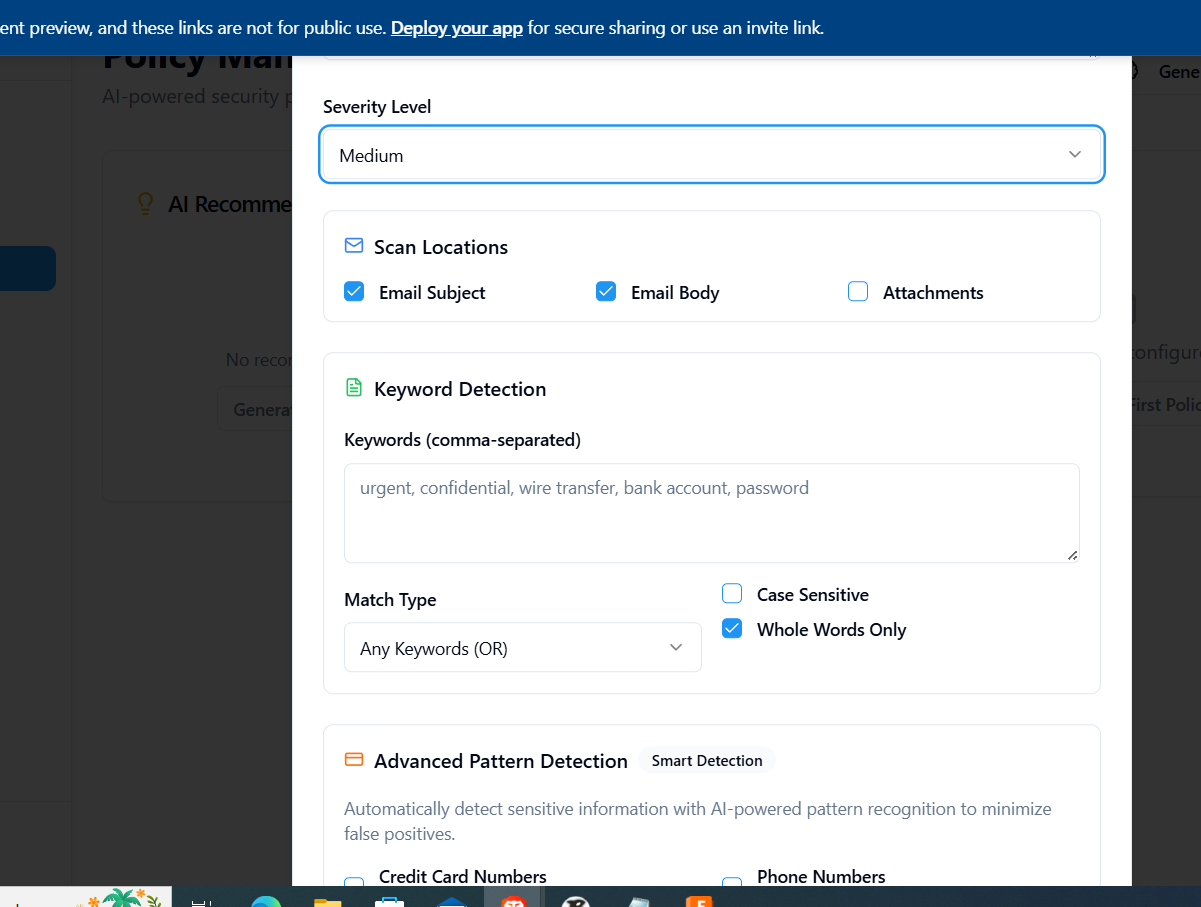 ent preview, and these links are not for public use. Deploy your app for secure sharing or use an invite link.
Policy Man
AI-powered security p
Gene
AI Recomme
No recor
Genera
configure
First Polic
Severity Level
Medium
Scan Locations
Email Subject
Email Body
Attachments
Keyword Detection
Keywords (comma-separated)
urgent, confidential, wire transfer, bank account, password
Match Type
Any Keywords (OR)
Case Sensitive
Whole Words Only
Advanced Pattern Detection
Smart Detection
Automatically detect sensitive information with AI-powered pattern recognition to minimize
false positives.
Credit Card Numbers
Phone Numbers